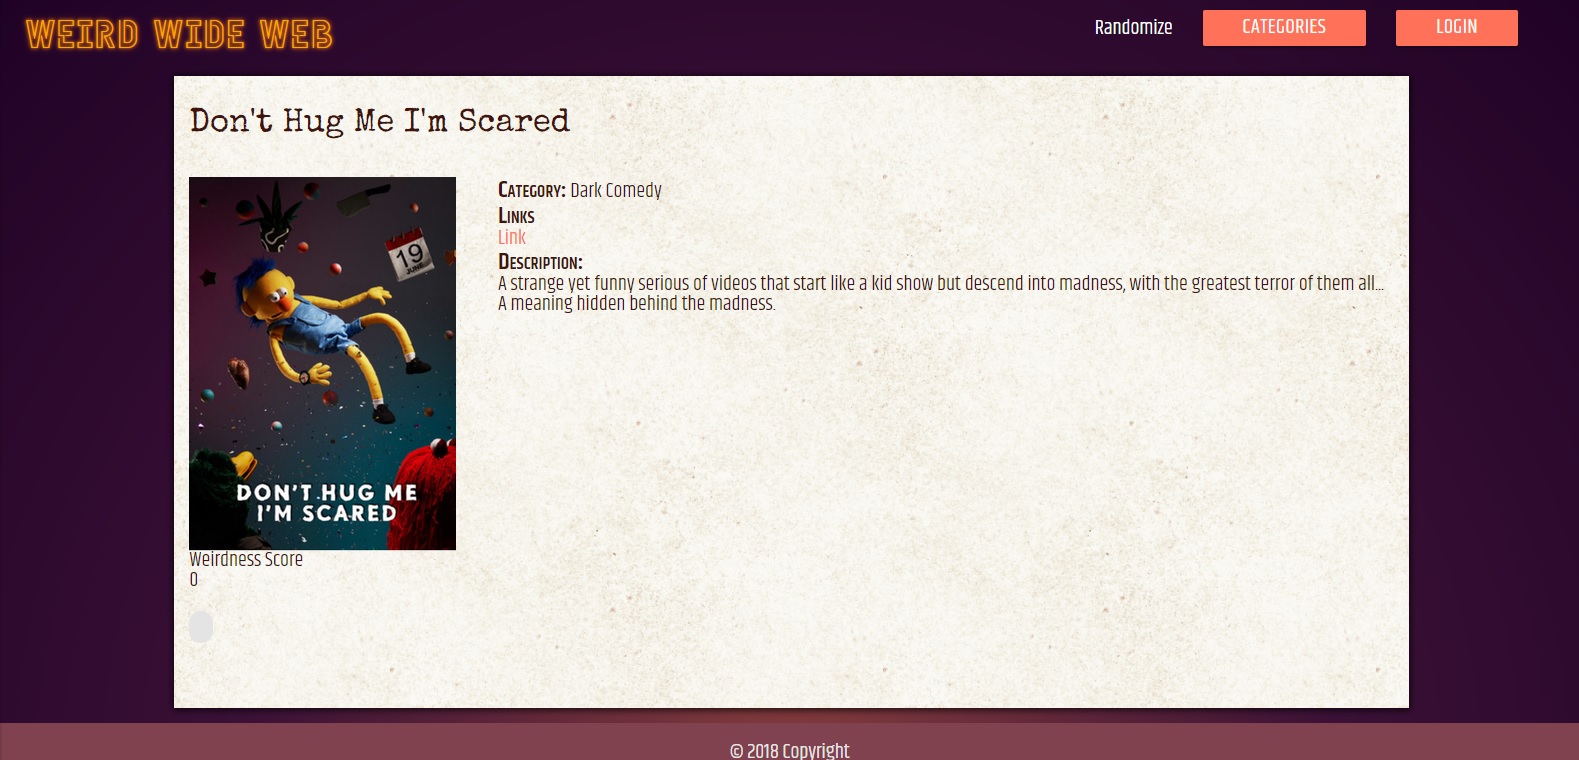 WEIRD WIDE WEB
Randomize
CATEGORIES
LOGIN
Don't Hug Me I'm Scared
19
JUNE
DON'T HUG ME
I'M SCARED
Category: Dark Comedy
Links
Link
Description:
A strange yet funny serious of videos that start like a kid show but descend into madness, with the greatest terror of them all...
A meaning hidden behind the madness.
Weirdness Score
0
© 2018 Copyright